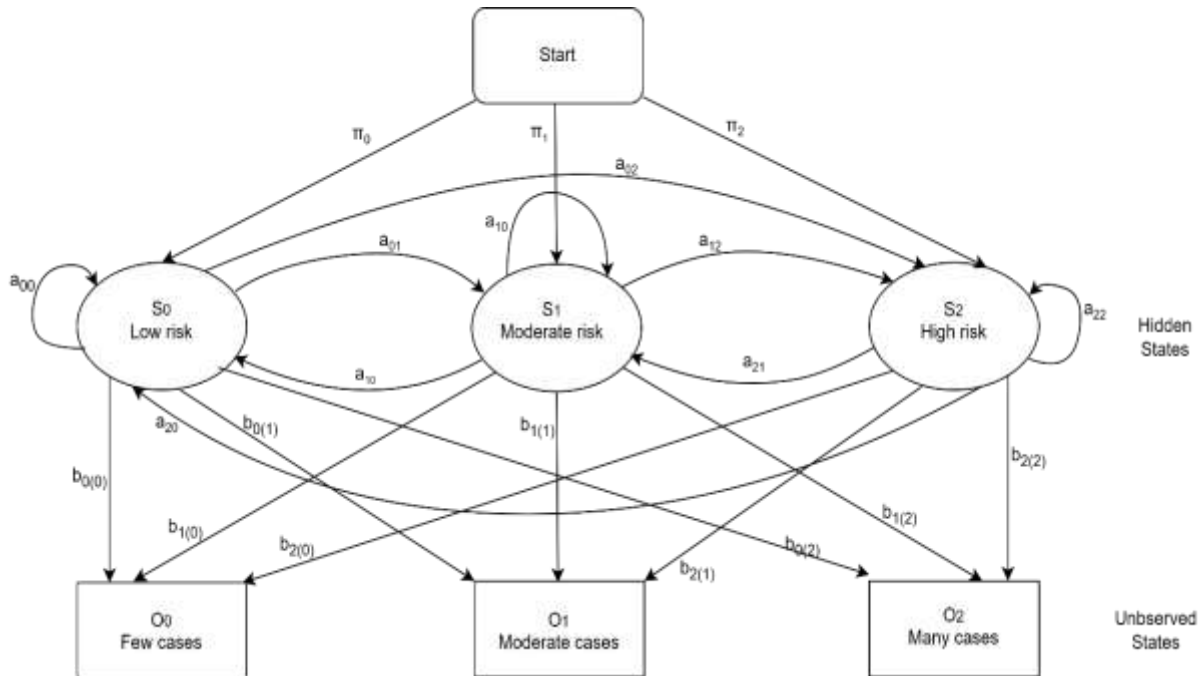 Start
π₀
π₁
π₂
a₀₂
a₁₀
a₀₁
a₁₂
a₀₀
S₀
Low risk
S₁
Moderate risk
S₂
High risk
a₂₂
Hidden
States
a₁₀
a₂₁
a₂₀
b₀₍₁₎
b₁₍₁₎
b₀₍₀₎
b₂₍₂₎
b₁₍₀₎
b₂₍₀₎
b₀₍₂₎
b₂₍₁₎
b₁₍₂₎
O₀
Few cases
O₁
Moderate cases
O₂
Many cases
Unbserved
States